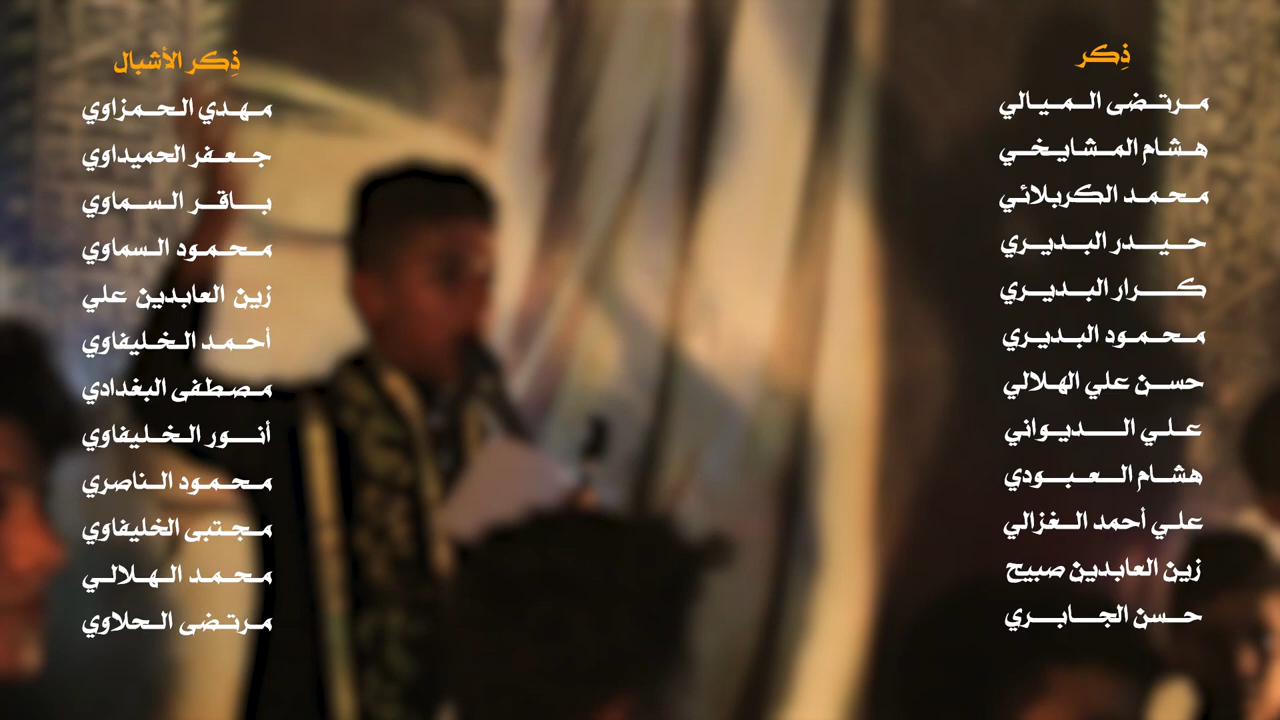 ذِكر
مرتضى الميالي
هشام المشايخي
محمد الكربلائي
حيدر البديري
كرار البديري
محمود البديري
حسن علي الهلالي
علي الديواني
هشام العبودي
علي أحمد الغزالي
زين العابدين صبيح
حسن الجابري
ذِكر الأشبال
مهدي الحمزاوي
جعفر الحميداوي
باقر السماوي
محمود السماوي
زين العابدين علي
أحمد الخليفاوي
مصطفى البغدادي
أنور الخليفاوي
محمود الناصري
مجتبى الخليفاوي
محمد الهلالي
مرتضى الحلاوي